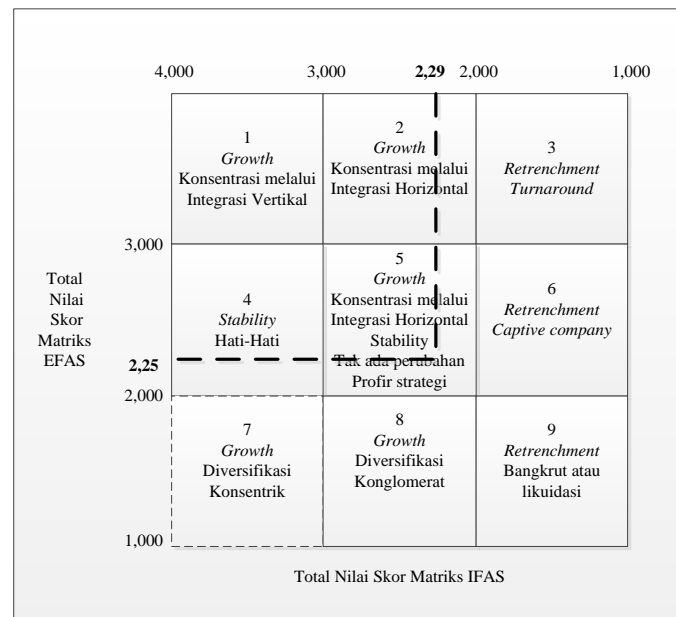 4,000 3,000 2,29 2,000 1,000
1
Growth
Konsentrasi melalui
Integrasi Vertikal
2
Growth
Konsentrasi melalui
Integrasi Horizontal
3
Retrenchment
Turnaround
3,000
Total
Nilai
Skor
Matriks
EFAS
4
Stability
Hati-Hati
5
Growth
Konsentrasi melalui
Integrasi Horizontal
Stability
Tak ada perubahan
Profir strategi
6
Retrenchment
Captive company
2,25
2,000
7
Growth
Diversifikasi
Konsentrik
8
Growth
Diversifikasi
Konglomerat
9
Retrenchment
Bangkrut atau
likuidasi
1,000
Total Nilai Skor Matriks IFAS